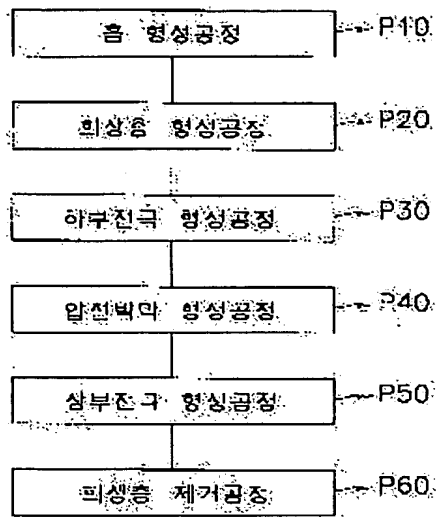 홈 형성공정 P10
희생층 형성공정 P20
하부전극 형성공정 P30
압전박막 형성공정 P40
상부전극 형성공정 P50
희생층 제거공정 P60